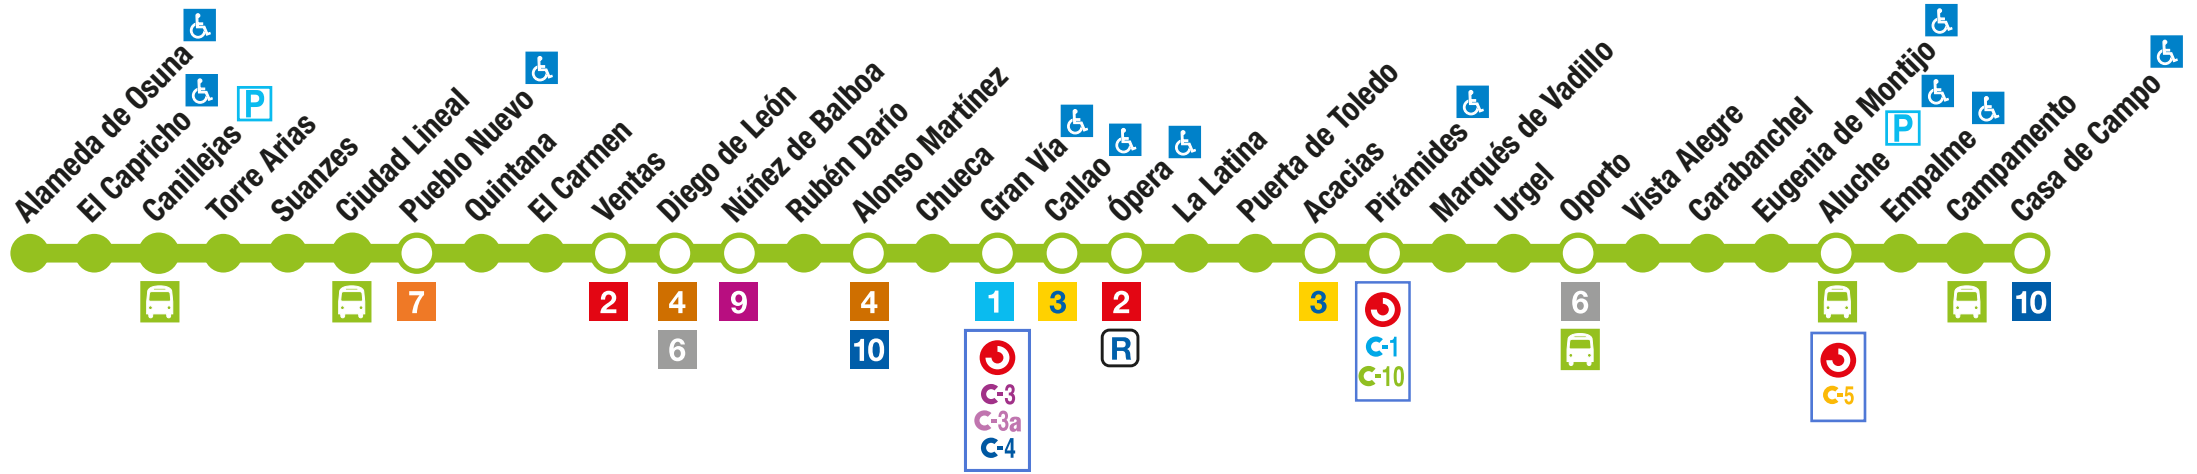 Alameda de Osuna
El Capricho
Canillejas
P
Torre Arias
Suanzes
Ciudad Lineal
Pueblo Nuevo
Quintana
El Carmen
Ventas
Diego de León
Núñez de Balboa
Rubén Darío
Alonso Martínez
Chueca
Gran Vía
Callao
Ópera
La Latina
Puerta de Toledo
Acacias
Pirámides
Marqués de Vadillo
Urgel
Oporto
Vista Alegre
Carabanchel
Eugenia de Montijo
Aluche
P
Empalme
Campamento
Casa de Campo
7
2
4
6
9
4
10
1
C-3
C-3a
C-4
3
2
R
3
C-1
C-10
6
C-5
10